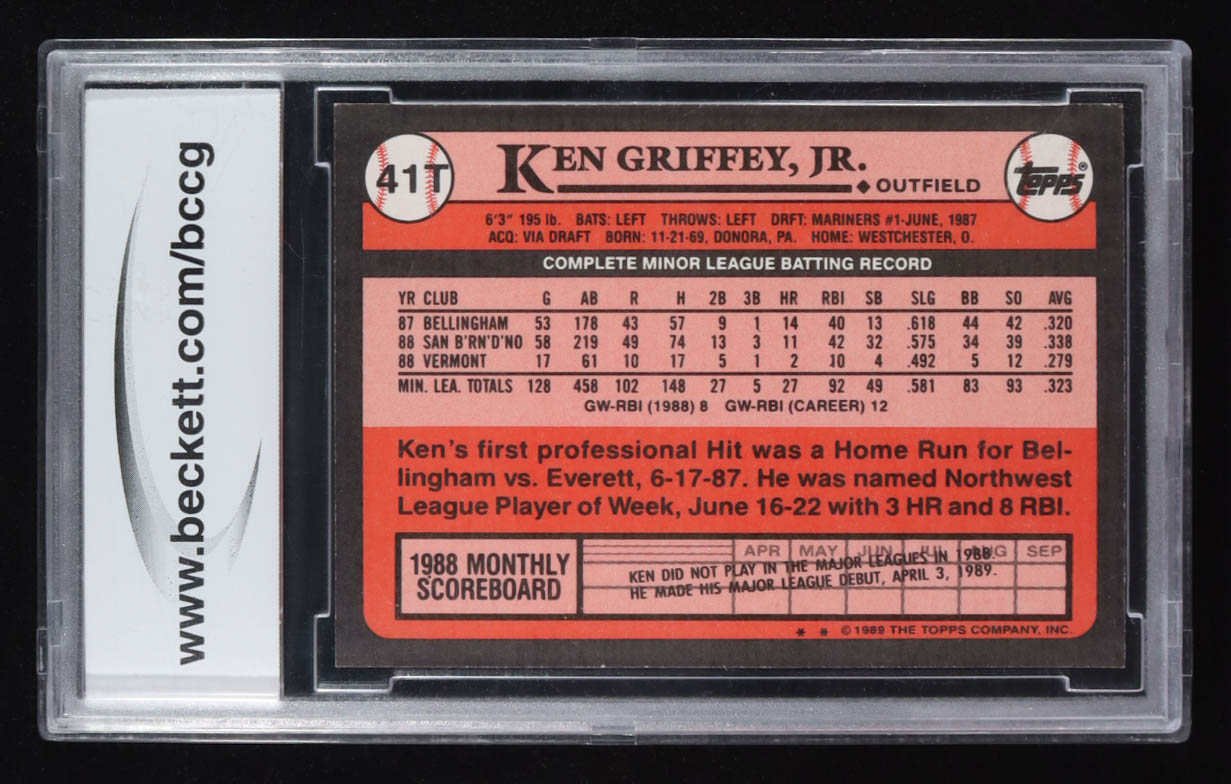 www.beckett.com/bccg
41T
KEN GRIFFEY, JR.
◆ OUTFIELD
TOPPS®
6'3" 195 lb. BATS: LEFT THROWS: LEFT DRFT: MARINERS #1-JUNE, 1987
ACQ: VIA DRAFT BORN: 11-21-69, DONORA, PA. HOME: WESTCHESTER, O.
COMPLETE MINOR LEAGUE BATTING RECORD
YR CLUB G AB R H 2B 3B HR RBI SB SLG BB SO AVG
87 BELLINGHAM 53 178 43 57 9 1 14 40 13 .618 44 42 .320
88 SAN B'RN'D'NO 58 219 49 74 13 3 11 42 32 .575 34 39 .338
88 VERMONT 17 61 10 17 5 1 2 10 4 .492 5 12 .279
MIN. LEA. TOTALS 128 458 102 148 27 5 27 92 49 .581 83 93 .323
GW-RBI (1988) 8 GW-RBI (CAREER) 12
Ken's first professional Hit was a Home Run for Bel-
lingham vs. Everett, 6-17-87. He was named Northwest
League Player of Week, June 16-22 with 3 HR and 8 RBI.
1988 MONTHLY
SCOREBOARD
APR MAY JUN JUL AUG SEP
KEN DID NOT PLAY IN THE MAJOR LEAGUES IN 1988.
HE MADE HIS MAJOR LEAGUE DEBUT, APRIL 3, 1989.
* * © 1989 THE TOPPS COMPANY, INC.